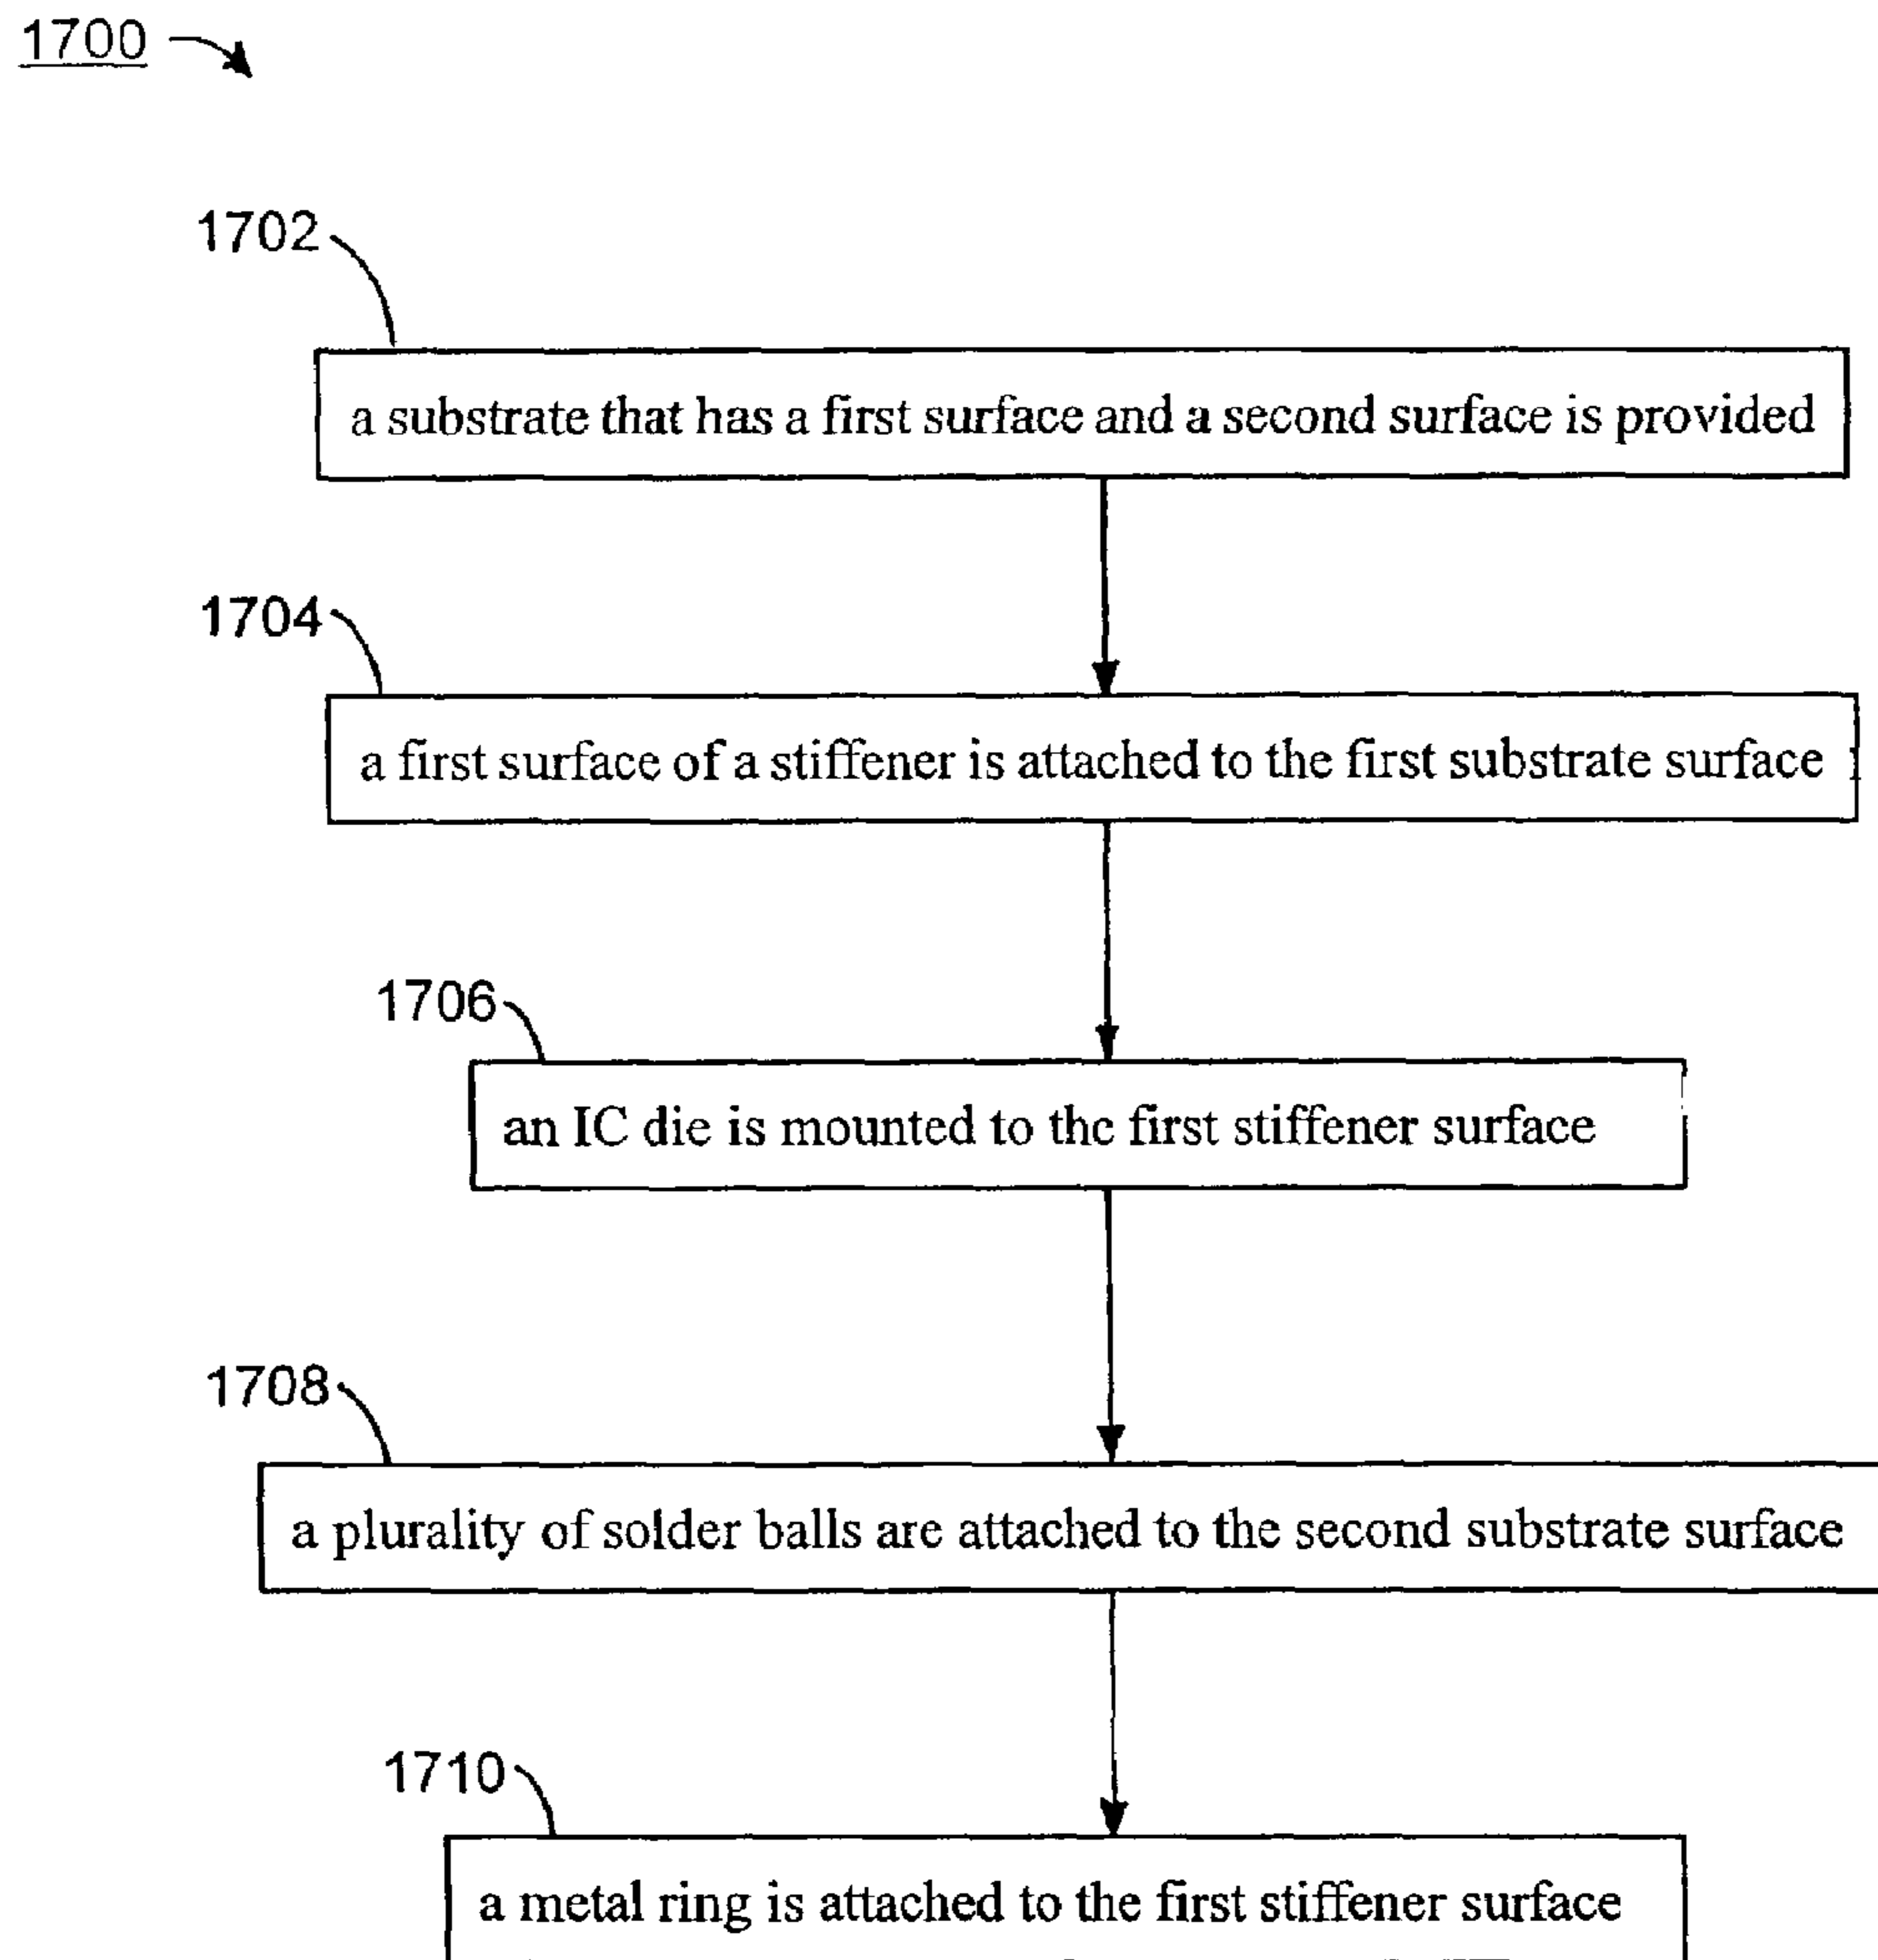 1700
1702
a substrate that has a first surface and a second surface is provided
1704
a first surface of a stiffener is attached to the first substrate surface
1706
an IC die is mounted to the first stiffener surface
1708
a plurality of solder balls are attached to the second substrate surface
1710
a metal ring is attached to the first stiffener surface